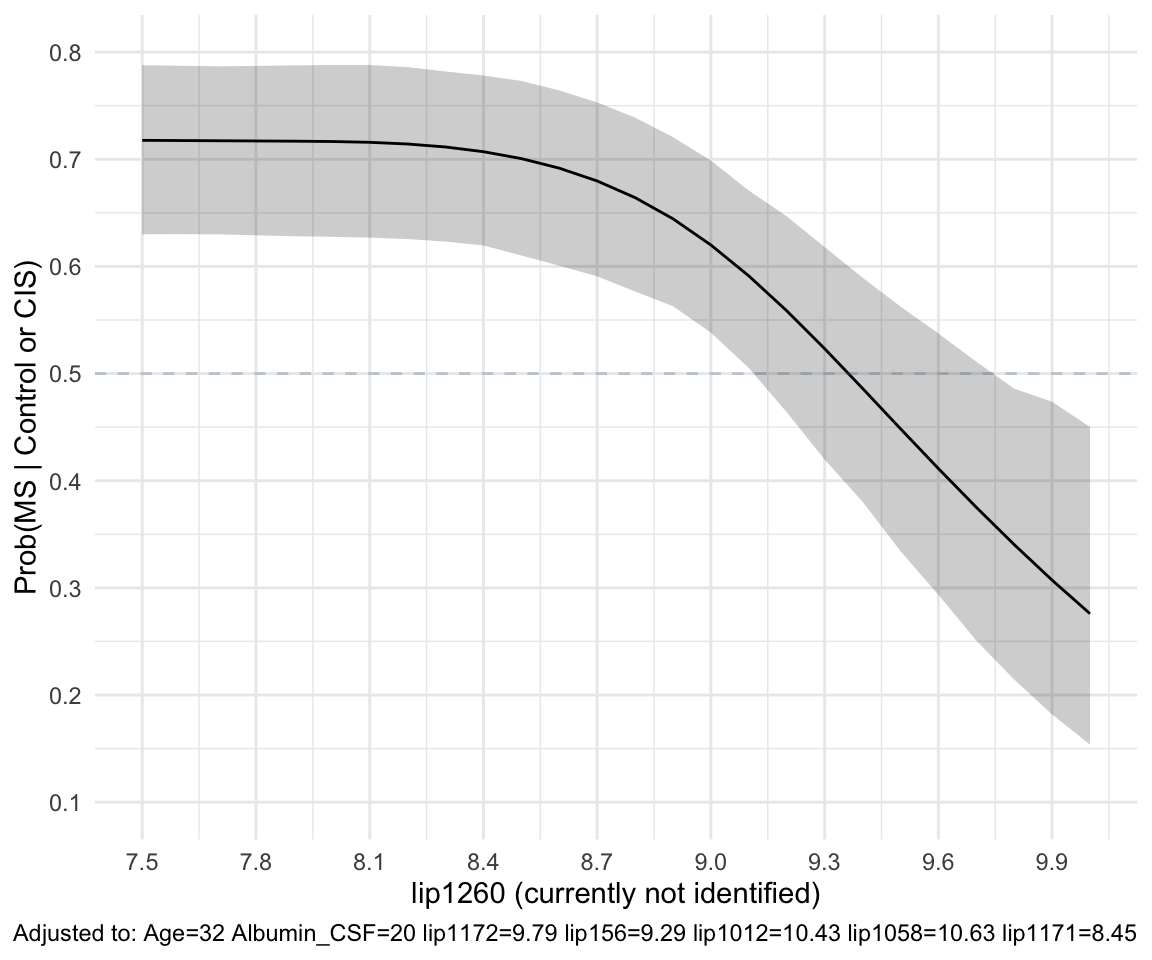 0.8
0.7
0.6
0.5
0.4
0.3
0.2
0.1
Prob(MS | Control or CIS)
7.5 7.8 8.1 8.4 8.7 9.0 9.3 9.6 9.9
lip1260 (currently not identified)
Adjusted to: Age=32 Albumin_CSF=20 lip1172=9.79 lip156=9.29 lip1012=10.43 lip1058=10.63 lip1171=8.45